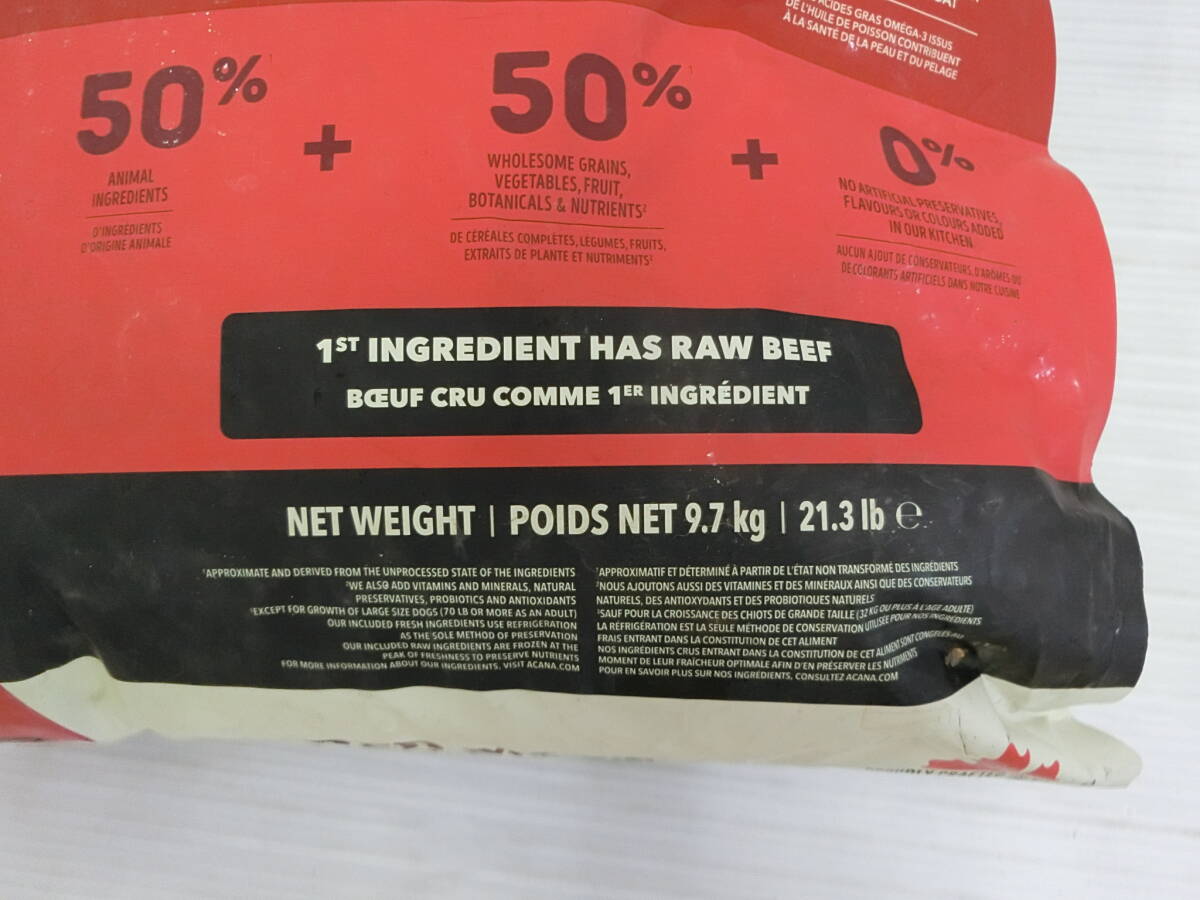 DE L'HUILE DE POISSON CONTRIBUENT
À LA SANTÉ DE LA PEAU ET DU PELAGE
ACIDES GRAS OMÉGA-3 ISSUS
50%
ANIMAL
INGREDIENTS
D'INGRÉDIENTS
D'ORIGINE ANIMALE
+
50%
WHOLESOME GRAINS,
VEGETABLES, FRUIT,
BOTANICALS & NUTRIENTS²
DE CÉRÉALES COMPLÈTES, LÉGUMES, FRUITS,
EXTRAITS DE PLANTE ET NUTRIMENTS²
+
0%
NO ARTIFICIAL PRESERVATIVES,
FLAVOURS OR COLOURS ADDED
IN OUR KITCHEN
AUCUN AJOUT DE CONSERVATEURS, D'ARÔMES OU
DE COLORANTS ARTIFICIELS DANS NOTRE CUISINE
1ST INGREDIENT HAS RAW BEEF
BŒUF CRU COMME 1ER INGRÉDIENT
NET WEIGHT | POIDS NET 9.7 kg | 21.3 lb ℮
¹APPROXIMATE AND DERIVED FROM THE UNPROCESSED STATE OF THE INGREDIENTS
²WE ALSO ADD VITAMINS AND MINERALS, NATURAL
PRESERVATIVES, PROBIOTICS AND ANTIOXIDANTS
³EXCEPT FOR GROWTH OF LARGE SIZE DOGS (70 LB OR MORE AS AN ADULT)
OUR INCLUDED FRESH INGREDIENTS USE REFRIGERATION
AS THE SOLE METHOD OF PRESERVATION
OUR INCLUDED RAW INGREDIENTS ARE FROZEN AT THE
PEAK OF FRESHNESS TO PRESERVE NUTRIENTS
FOR MORE INFORMATION ABOUT OUR INGREDIENTS, VISIT ACANA.COM
¹APPROXIMATIF ET DÉTERMINÉ À PARTIR DE L'ÉTAT NON TRANSFORMÉ DES INGRÉDIENTS
²NOUS AJOUTONS AUSSI DES VITAMINES ET DES MINÉRAUX AINSI QUE DES CONSERVATEURS
NATURELS, DES ANTIOXYDANTS ET DES PROBIOTIQUES NATURELS
³SAUF POUR LA CROISSANCE DES CHIOTS DE GRANDE TAILLE (32 KG OU PLUS À L'ÂGE ADULTE)
LA RÉFRIGÉRATION EST LA SEULE MÉTHODE DE CONSERVATION UTILISÉE POUR NOS INGRÉDIENTS
FRAIS ENTRANT DANS LA CONSTITUTION DE CET ALIMENT
NOS INGRÉDIENTS CRUS ENTRANT DANS LA CONSTITUTION DE CET ALIMENT SONT CONGELÉS AU
MOMENT DE LEUR FRAÎCHEUR OPTIMALE AFIN D'EN PRÉSERVER LES NUTRIMENTS
POUR EN SAVOIR PLUS SUR NOS INGRÉDIENTS, CONSULTEZ ACANA.COM